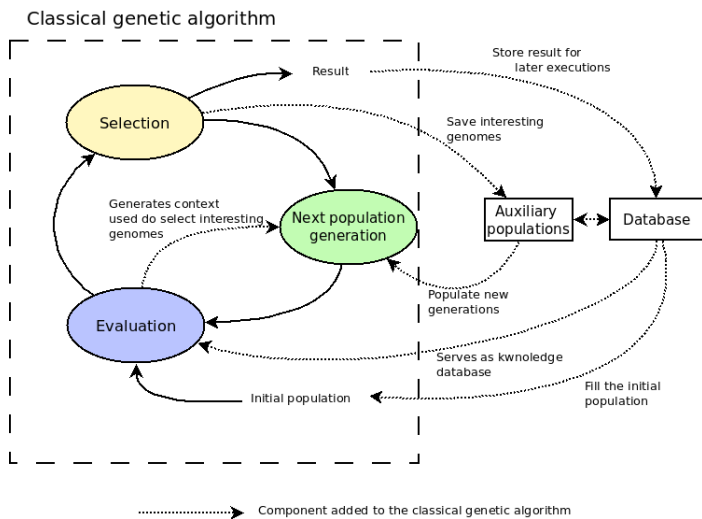 Classical genetic algorithm
Result
Store result for
later executions
Selection
Save interesting
genomes
Generates context
used do select interesting
genomes
Next population
generation
Auxiliary
populations
Database
Populate new
generations
Evaluation
Serves as kwnoledge
database
Initial population
Fill the initial
population
Component added to the classical genetic algorithm